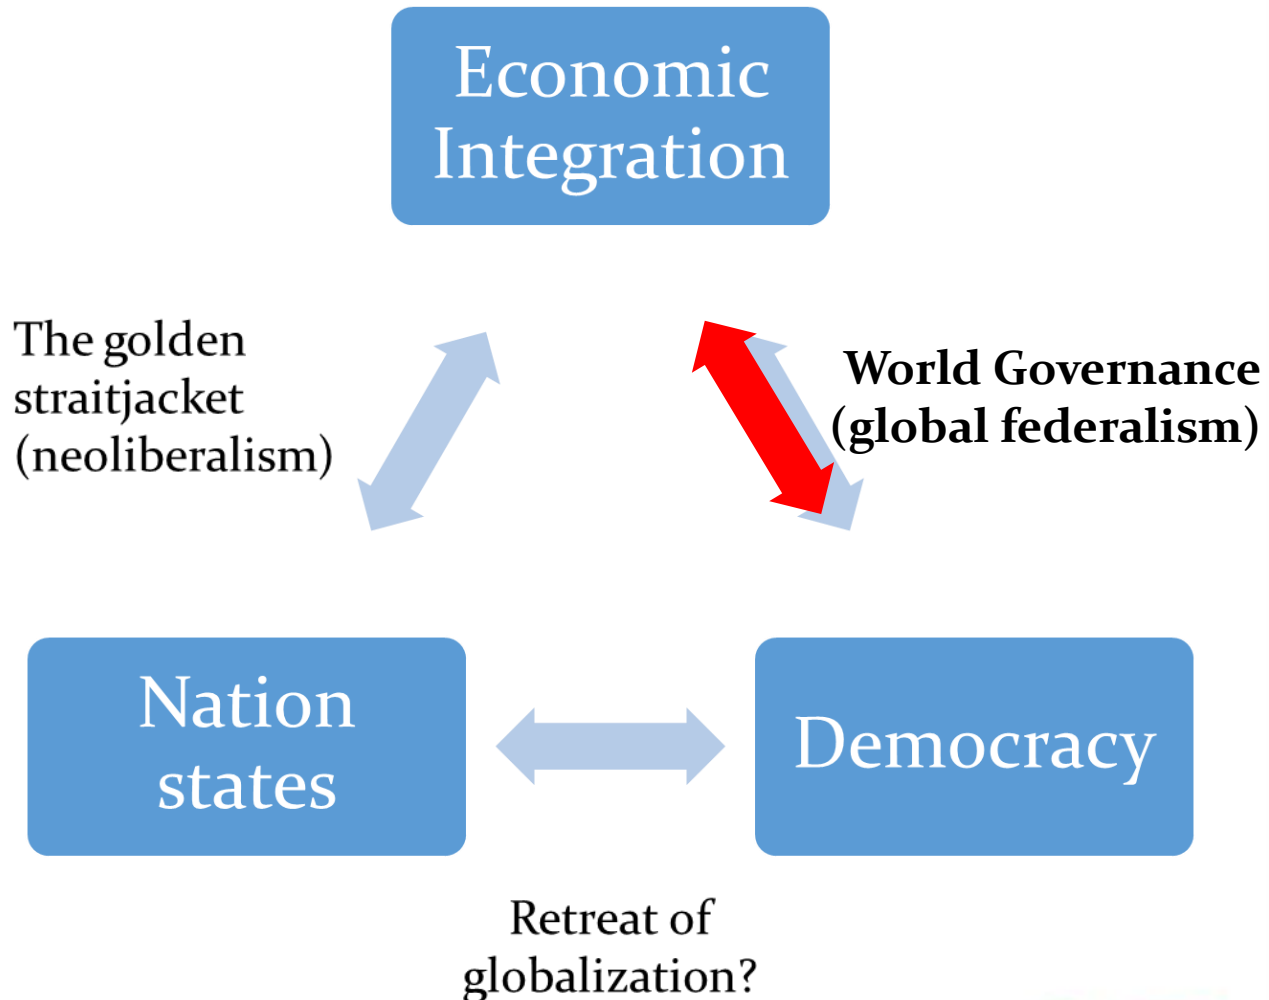 Economic
Integration
The golden
straitjacket
(neoliberalism)
World Governance
(global federalism)
Nation
states
Democracy
Retreat of
globalization?